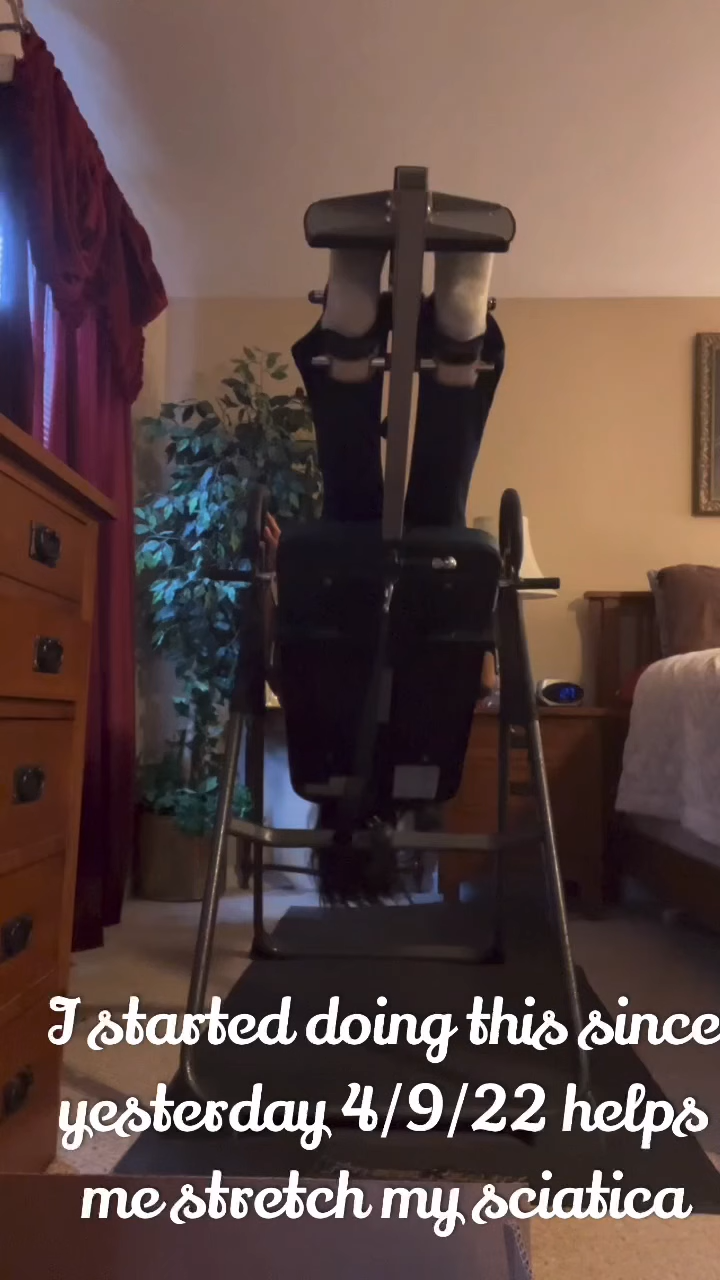 I started doing this since
yesterday 4/9/22 helps
me stretch my sciatica